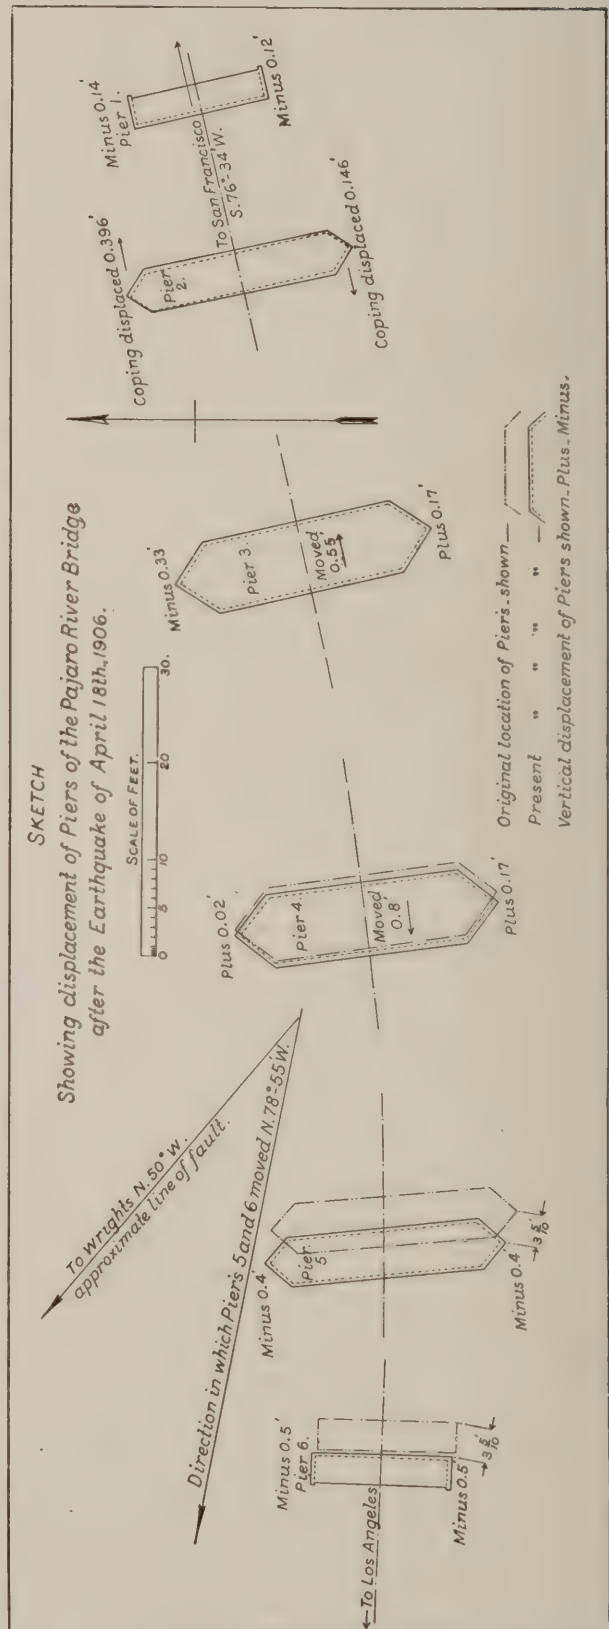 SKETCH
Showing displacement of Piers of the Pajaro River Bridge
after the Earthquake of April 18th., 1906.
SCALE OF FEET.
0 5 10 20 30.
To Wrights N. 50° W.
approximate line of fault.
Direction in which Piers 5 and 6 moved N. 78°-55' W.
To Los Angeles
Minus 0.5'
Pier 6.
Minus 0.5'
3 5/10'
Minus 0.4'
Pier
5
Minus 0.4'
3 5/10'
Plus 0.02'
Pier 4.
Moved
0.8'
Plus 0.17'
Minus 0.33'
Pier 3.
Moved
0.55
Plus 0.17'
Coping displaced 0.396'
Pier
2.
Coping displaced 0.146'
To San Francisco
S. 76°-34' W.
Minus 0.14'
Pier 1.
Minus 0.12'
Original location of Piers - shown
Present " " " "
Vertical displacement of Piers shown - Plus - Minus.